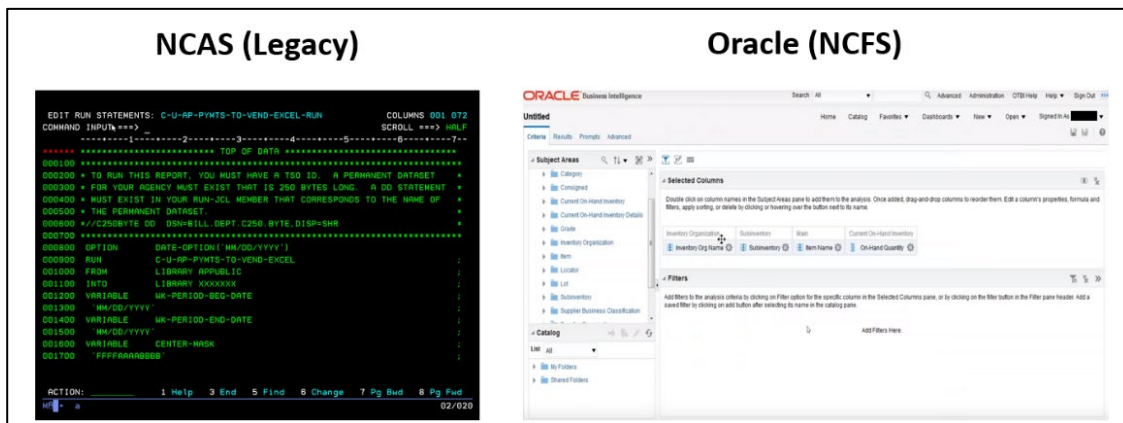 NCAS (Legacy)
EDIT RUN STATEMENTS: C-U-AP-PYMTS-TO-VEND-EXCEL-RUN COLUMNS 001 072
COMMAND INPUT ===> _ SCROLL ===> HALF
----+----1----+----2----+----3----+----4----+----5----+----6----+----7--
****** *************************** TOP OF DATA ******************************
000100 *****************************************************************
000200 * TO RUN THIS REPORT, YOU MUST HAVE A TSO ID. A PERMANENT DATASET *
000300 * FOR YOUR AGENCY MUST EXIST THAT IS 250 BYTES LONG. A DD STATEMENT *
000400 * MUST EXIST IN YOUR RUN-JCL MEMBER THAT CORRESPONDS TO THE NAME OF *
000500 * THE PERMANENT DATASET. *
000600 *//C250BYTE DD DSN=BILL.DEPT.C250.BYTE,DISP=SHR *
000700 *****************************************************************
000800 OPTION DATE-OPTION('MM/DD/YYYY')
000900 RUN C-U-AP-PYMTS-TO-VEND-EXCEL ;
001000 FROM LIBRARY APPUBLIC ;
001100 INTO LIBRARY XXXXXXX ;
001200 VARIABLE WK-PERIOD-BEG-DATE
001300 'MM/DD/YYYY' ;
001400 VARIABLE WK-PERIOD-END-DATE
001500 'MM/DD/YYYY' ;
001600 VARIABLE CENTER-MASK
001700 'FFFFAAAABBBB' ;
ACTION: ________ 1 Help 3 End 5 Find 6 Change 7 Pg Bwd 8 Pg Fwd
a 02/020
Oracle (NCFS)
ORACLE Business Intelligence Search All Advanced Administration OTBI Help Help Sign Out
Untitled Home Catalog Favorites Dashboards New Open Signed In As
Criteria Results Prompts Advanced
Subject Areas
Category
Consigned
Current On-Hand Inventory
Current On-Hand Inventory Details
Grade
Inventory Organization
Item
Locator
Lot
Subinventory
Supplier Business Classification
Catalog
List All
My Folders
Shared Folders
Selected Columns
Double click on column names in the Subject Areas pane to add them to the analysis. Once added, drag-and-drop columns to reorder them. Edit a column's properties, formula and
filters, apply sorting, or delete by clicking or hovering over the button next to its name.
Inventory Organization Subinventory Main Current On-Hand Inventory
Inventory Org Name Subinventory Item Name On-Hand Quantity
Filters
Add filters to the analysis criteria by clicking on Filter option for the specific column in the Selected Columns pane, or by clicking on the filter button in the Filter pane header. Add a
saved filter by clicking on add button after selecting its name in the catalog pane.
Add Filters Here.